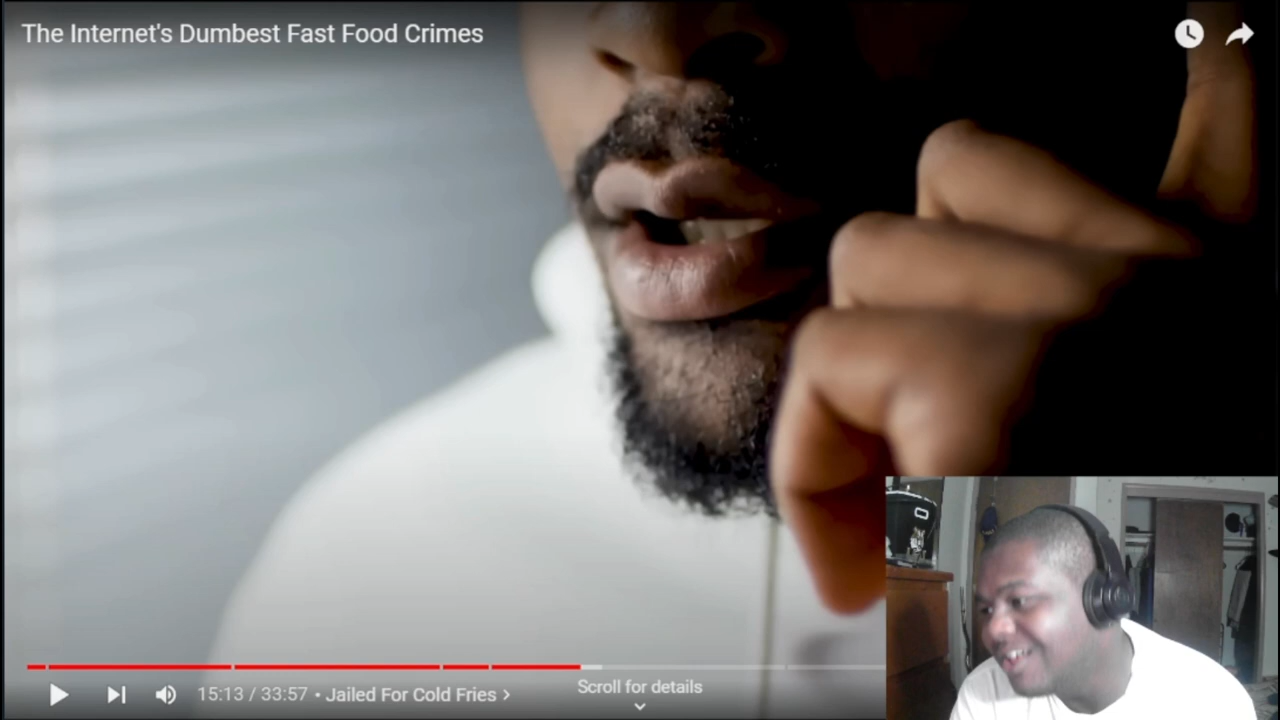 The Internet's Dumbest Fast Food Crimes
15:13 / 33:57 • Jailed For Cold Fries >
Scroll for details